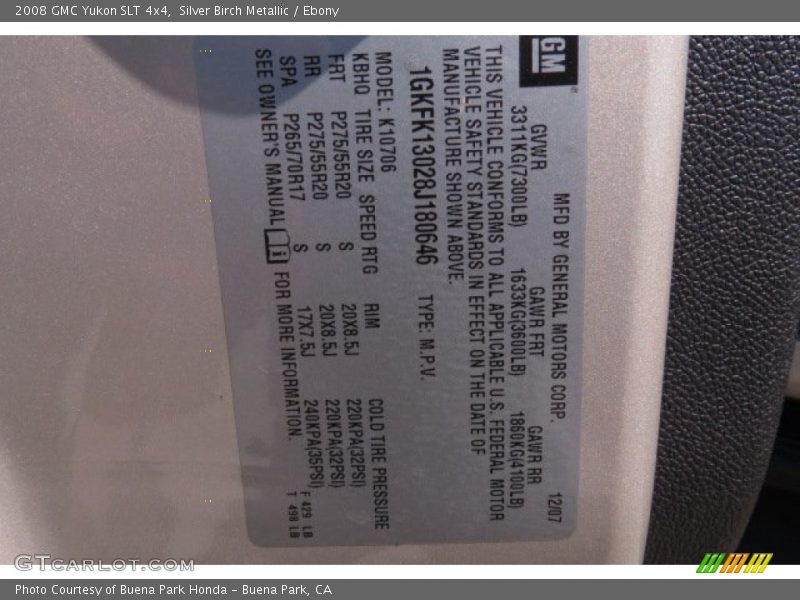 2008 GMC Yukon SLT 4x4, Silver Birch Metallic / Ebony
GM
MFD BY GENERAL MOTORS CORP. 12/07
GVWR GAWR FRT GAWR RR
3311KG(7300LB) 1633KG(3600LB) 1860KG(4100LB)
THIS VEHICLE CONFORMS TO ALL APPLICABLE U.S. FEDERAL MOTOR
VEHICLE SAFETY STANDARDS IN EFFECT ON THE DATE OF
MANUFACTURE SHOWN ABOVE.
1GKFK13028J180646 TYPE: M.P.V.
MODEL: K10706
KBHQ TIRE SIZE SPEED RTG RIM COLD TIRE PRESSURE
FRT P275/55R20 S 20X8.5J 220KPA(32PSI)
RR P275/55R20 S 20X8.5J 220KPA(32PSI)
SPA P265/70R17 S 17X7.5J 240KPA(35PSI)
SEE OWNER'S MANUAL FOR MORE INFORMATION.
F 429 LB
T 498 LB
GTCARLOT.COM
Photo Courtesy of Buena Park Honda - Buena Park, CA